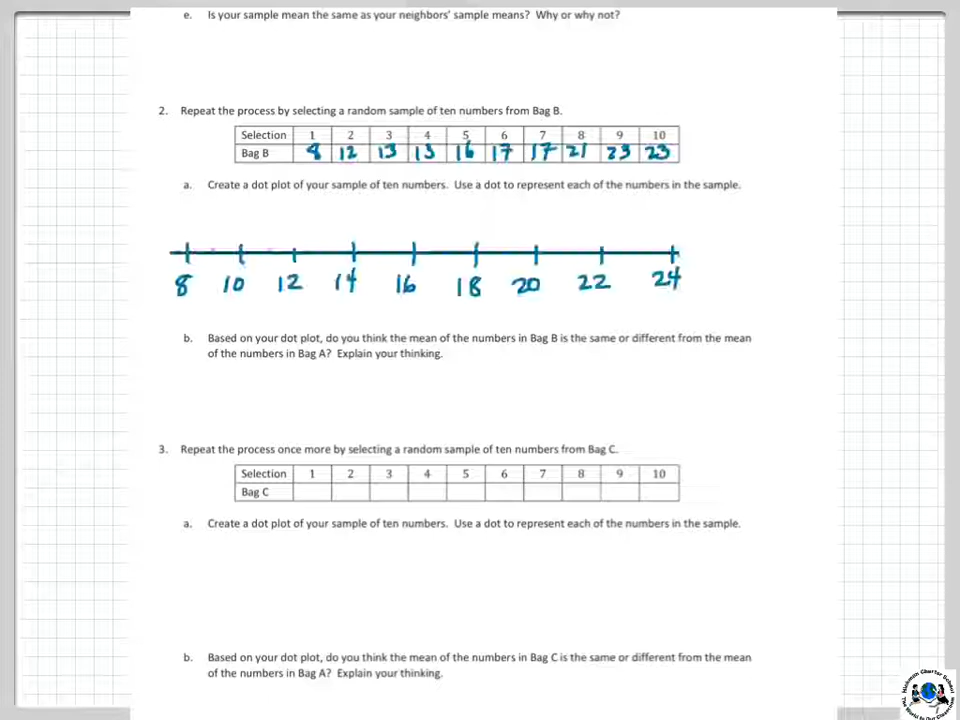 e. Is your sample mean the same as your neighbors' sample means? Why or why not?
2. Repeat the process by selecting a random sample of ten numbers from Bag B.
Selection 1 2 3 4 5 6 7 8 9 10
Bag B 8 12 13 15 16 17 17 21 23 23
a. Create a dot plot of your sample of ten numbers. Use a dot to represent each of the numbers in the sample.
8 10 12 14 16 18 20 22 24
b. Based on your dot plot, do you think the mean of the numbers in Bag B is the same or different from the mean
of the numbers in Bag A? Explain your thinking.
3. Repeat the process once more by selecting a random sample of ten numbers from Bag C.
Selection 1 2 3 4 5 6 7 8 9 10
Bag C
a. Create a dot plot of your sample of ten numbers. Use a dot to represent each of the numbers in the sample.
b. Based on your dot plot, do you think the mean of the numbers in Bag C is the same or different from the mean
of the numbers in Bag A? Explain your thinking.
Hickman Charter School
The World Is Our Classroom